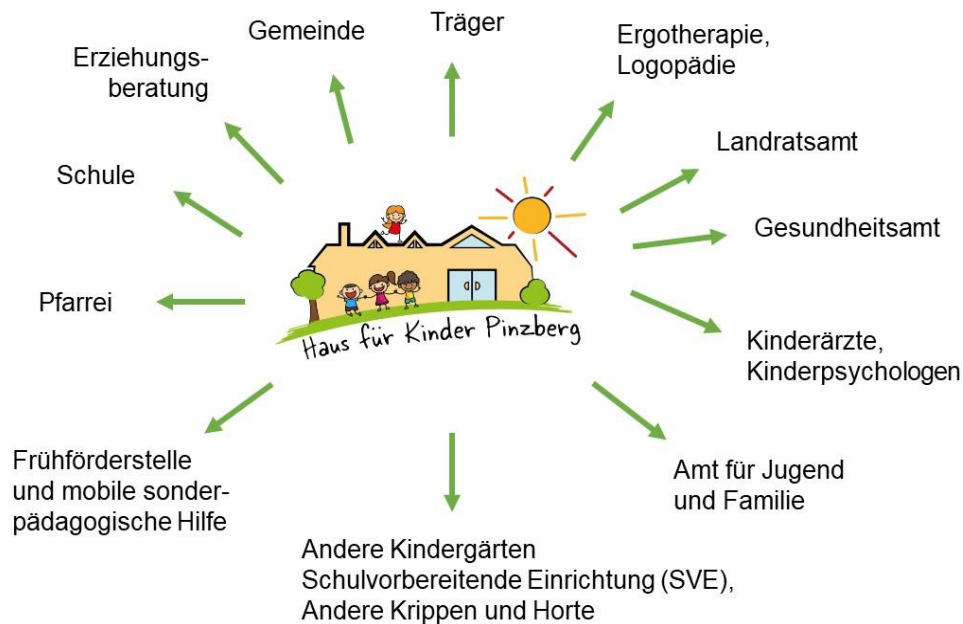 Gemeinde
Träger
Ergotherapie,
Logopädie
Erziehungs-
beratung
Landratsamt
Schule
Gesundheitsamt
Pfarrei
Haus für Kinder Pinzberg
Kinderärzte,
Kinderpsychologen
Frühförderstelle
und mobile sonder-
pädagogische Hilfe
Amt für Jugend
und Familie
Andere Kindergärten
Schulvorbereitende Einrichtung (SVE),
Andere Krippen und Horte